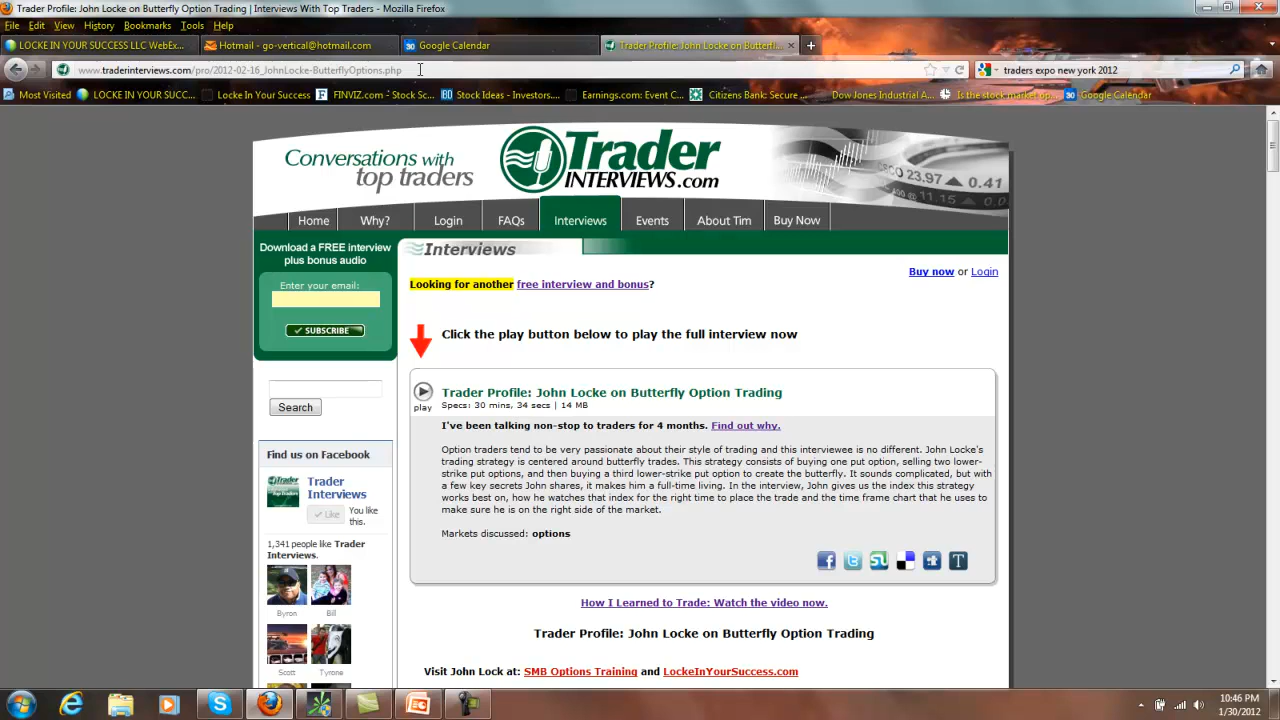 Trader Profile: John Locke on Butterfly Option Trading | Interviews With Top Traders - Mozilla Firefox
File Edit View History Bookmarks Tools Help
LOCKE IN YOUR SUCCESS LLC WebEx...
Hotmail - go-vertical@hotmail.com
Google Calendar
Trader Profile: John Locke on Butterfl...
www.traderinterviews.com/pro/2012-02-16_JohnLocke-ButterflyOptions.php
traders expo new york 2012
Most Visited
LOCKE IN YOUR SUCC...
Locke In Your Success
FINVIZ.com - Stock Sc...
Stock Ideas - Investors....
Earnings.com: Event C...
Citizens Bank: Secure ...
Dow Jones Industrial A...
Is the stock market op...
Google Calendar
Conversations with
top traders
Trader
INTERVIEWS.com
CSCO 23.97 0.41
11.15
Home Why? Login FAQs Interviews Events About Tim Buy Now
Download a FREE interview
plus bonus audio
Enter your email:
SUBSCRIBE
Search
Find us on Facebook
Trader
Interviews
Like
You like
this.
1,341 people like Trader
Interviews.
Byron Bill
Scott Tyrone
Interviews
Buy now or Login
Looking for another free interview and bonus?
Click the play button below to play the full interview now
play
Trader Profile: John Locke on Butterfly Option Trading
Specs: 30 mins, 34 secs | 14 MB
I've been talking non-stop to traders for 4 months. Find out why.
Option traders tend to be very passionate about their style of trading and this interviewee is no different. John Locke's
trading strategy is centered around butterfly trades. This strategy consists of buying one put option, selling two lower-
strike put options, and then buying a third lower-strike put option to create the butterfly. It sounds complicated, but with
a few key secrets John shares, it makes him a full-time living. In the interview, John gives us the index this strategy
works best on, how he watches that index for the right time to place the trade and the time frame chart that he uses to
make sure he is on the right side of the market.
Markets discussed: options
How I Learned to Trade: Watch the video now.
Trader Profile: John Locke on Butterfly Option Trading
Visit John Lock at: SMB Options Training and LockeInYourSuccess.com
10:46 PM
1/30/2012